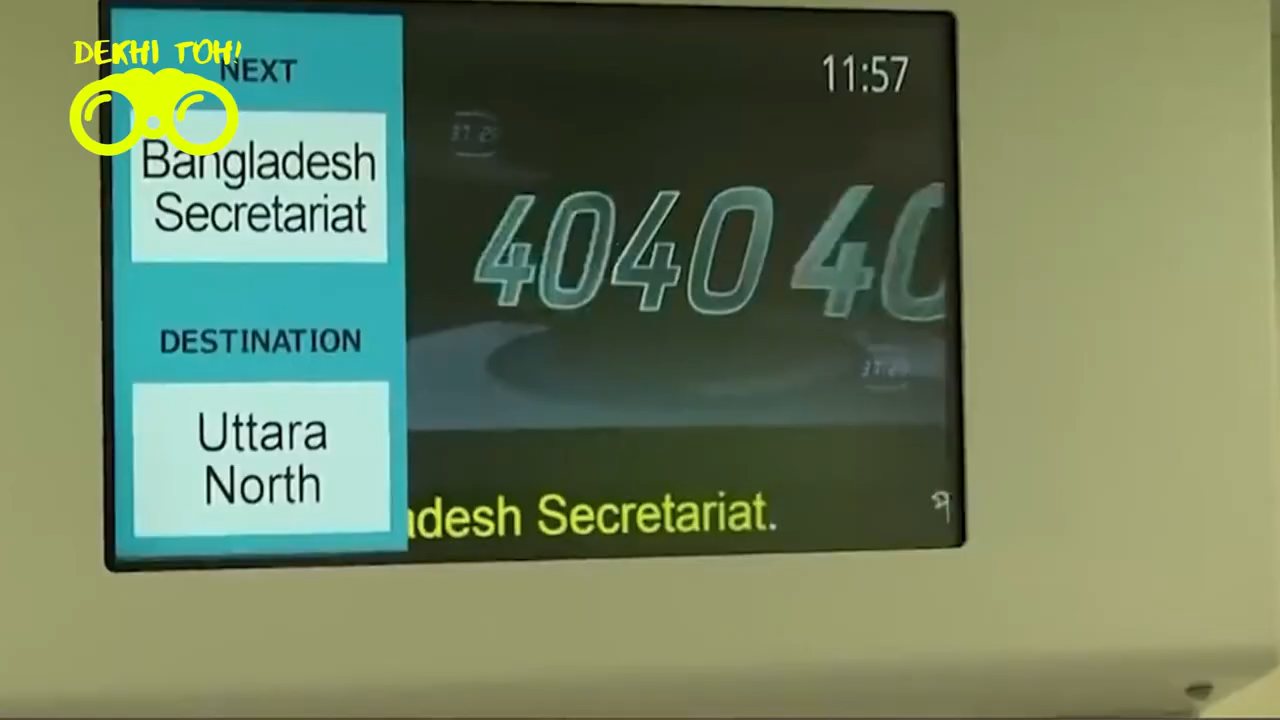 DEKHI TOH!
NEXT
Bangladesh
Secretariat
DESTINATION
Uttara
North
11:57
4040 40
adesh Secretariat.